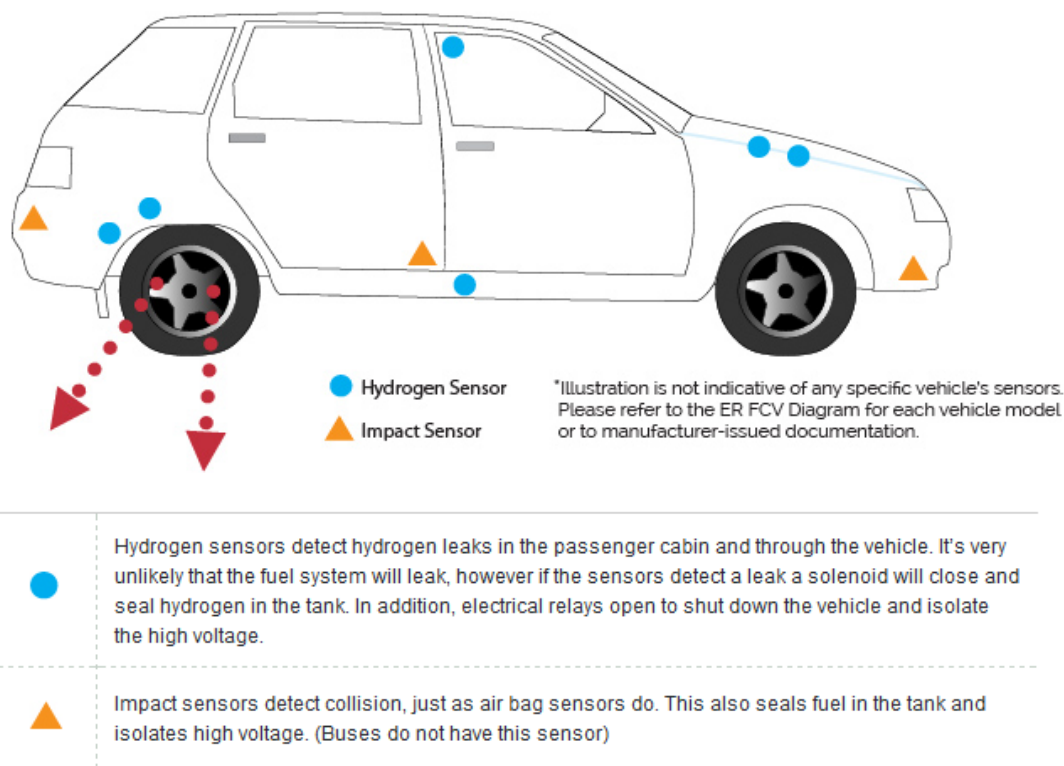 Hydrogen Sensor
Impact Sensor
*Illustration is not indicative of any specific vehicle's sensors.
Please refer to the ER FCV Diagram for each vehicle model
or to manufacturer-issued documentation.
Hydrogen sensors detect hydrogen leaks in the passenger cabin and through the vehicle. It's very
unlikely that the fuel system will leak, however if the sensors detect a leak a solenoid will close and
seal hydrogen in the tank. In addition, electrical relays open to shut down the vehicle and isolate
the high voltage.
Impact sensors detect collision, just as air bag sensors do. This also seals fuel in the tank and
isolates high voltage. (Buses do not have this sensor)